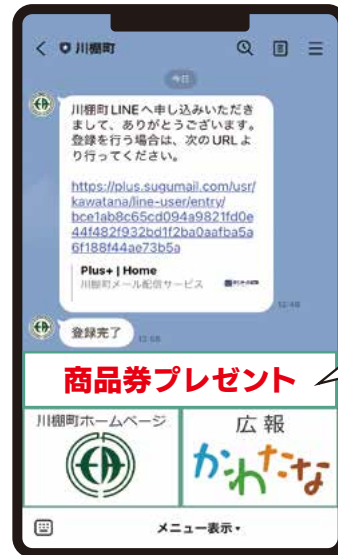 川棚町
今日
川棚町LINEへ申し込みいただき
まして、ありがとうございます。
登録を行う場合は、次のURLよ
り行ってください。
https://plus.sugumail.com/usr/
kawatana/line-user/entry/
bce1ab8c65cd094a9821fd0e
44f482f932bd1f2ba0aafba5a
6f188f44ae73b5a
Plus+ | Home
川棚町メール配信サービス
12:48
登録完了
商品券プレゼント
川棚町ホームページ
広報
かわたな
メニュー表示